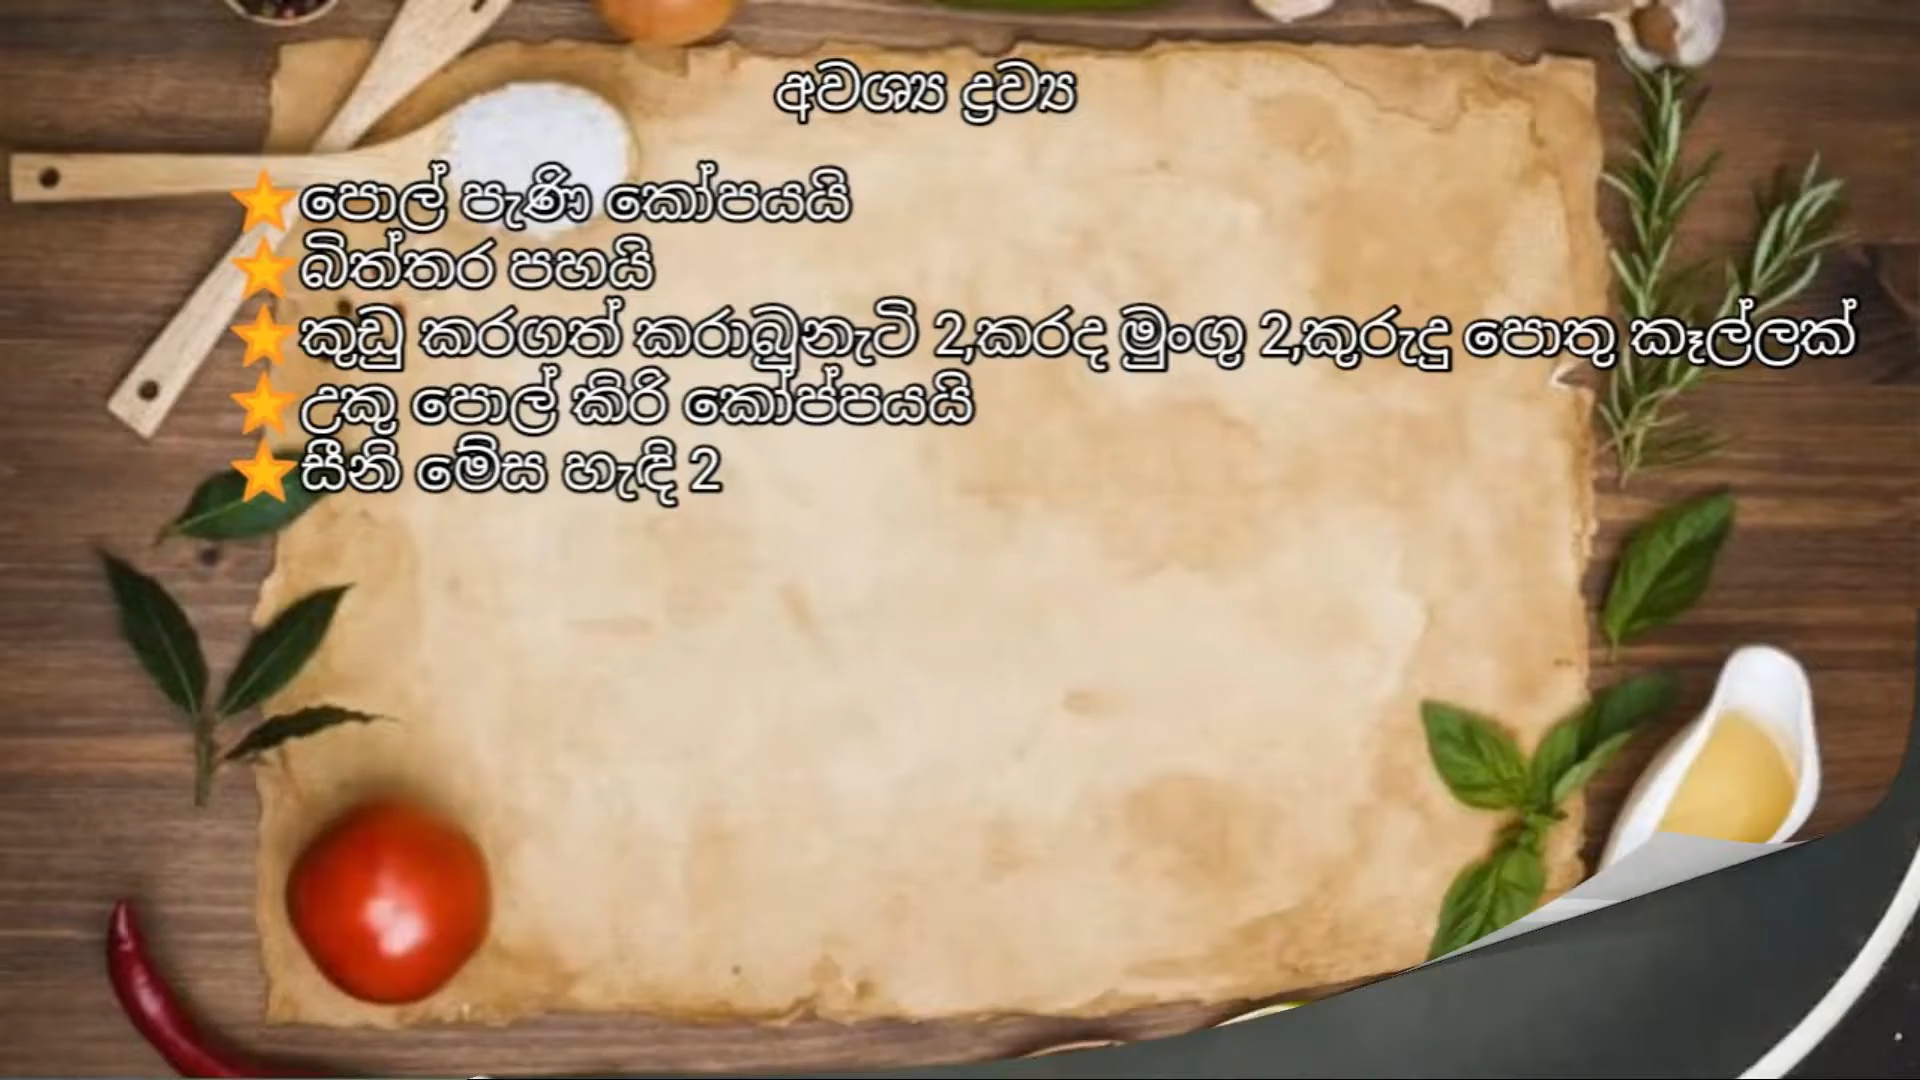 අවශ්‍ය ද්‍රව්‍ය
⭐පොල් පැණි කෝපයයි
⭐බිත්තර පහයි
⭐කුඩු කරගත් කරාබුනැටි 2,කරද මුංගු 2,කුරුදු පොතු කෑල්ලක්
⭐උකු පොල් කිරි කෝප්පයයි
⭐සීනි මේස හැඳි 2